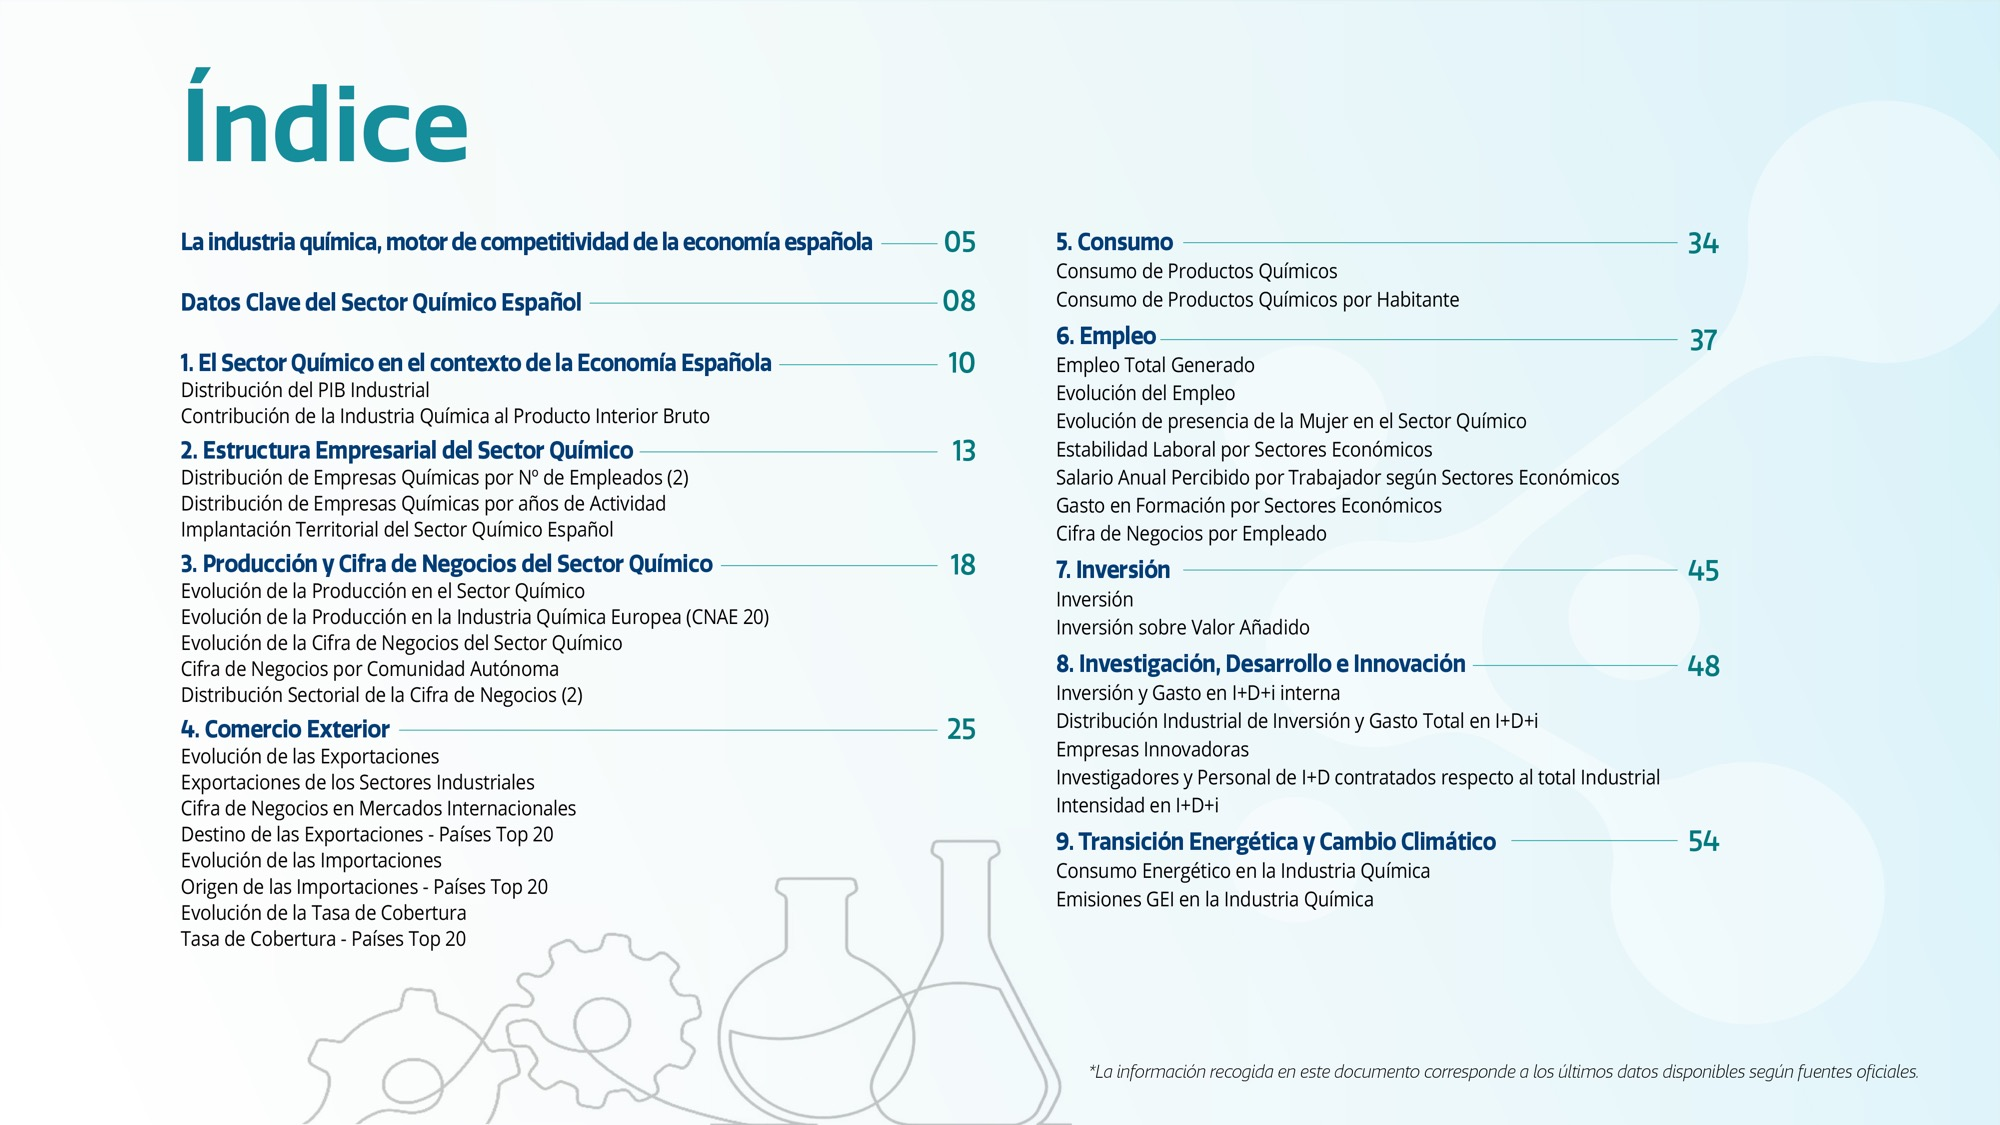 Índice
La industria química, motor de competitividad de la economía española 05
Datos Clave del Sector Químico Español 08
1. El Sector Químico en el contexto de la Economía Española 10
Distribución del PIB Industrial
Contribución de la Industria Química al Producto Interior Bruto
2. Estructura Empresarial del Sector Químico 13
Distribución de Empresas Químicas por Nº de Empleados (2)
Distribución de Empresas Químicas por años de Actividad
Implantación Territorial del Sector Químico Español
3. Producción y Cifra de Negocios del Sector Químico 18
Evolución de la Producción en el Sector Químico
Evolución de la Producción en la Industria Química Europea (CNAE 20)
Evolución de la Cifra de Negocios del Sector Químico
Cifra de Negocios por Comunidad Autónoma
Distribución Sectorial de la Cifra de Negocios (2)
4. Comercio Exterior 25
Evolución de las Exportaciones
Exportaciones de los Sectores Industriales
Cifra de Negocios en Mercados Internacionales
Destino de las Exportaciones - Países Top 20
Evolución de las Importaciones
Origen de las Importaciones - Países Top 20
Evolución de la Tasa de Cobertura
Tasa de Cobertura - Países Top 20
5. Consumo 34
Consumo de Productos Químicos
Consumo de Productos Químicos por Habitante
6. Empleo 37
Empleo Total Generado
Evolución del Empleo
Evolución de presencia de la Mujer en el Sector Químico
Estabilidad Laboral por Sectores Económicos
Salario Anual Percibido por Trabajador según Sectores Económicos
Gasto en Formación por Sectores Económicos
Cifra de Negocios por Empleado
7. Inversión 45
Inversión
Inversión sobre Valor Añadido
8. Investigación, Desarrollo e Innovación 48
Inversión y Gasto en I+D+i interna
Distribución Industrial de Inversión y Gasto Total en I+D+i
Empresas Innovadoras
Investigadores y Personal de I+D contratados respecto al total Industrial
Intensidad en I+D+i
9. Transición Energética y Cambio Climático 54
Consumo Energético en la Industria Química
Emisiones GEI en la Industria Química
*La información recogida en este documento corresponde a los últimos datos disponibles según fuentes oficiales.